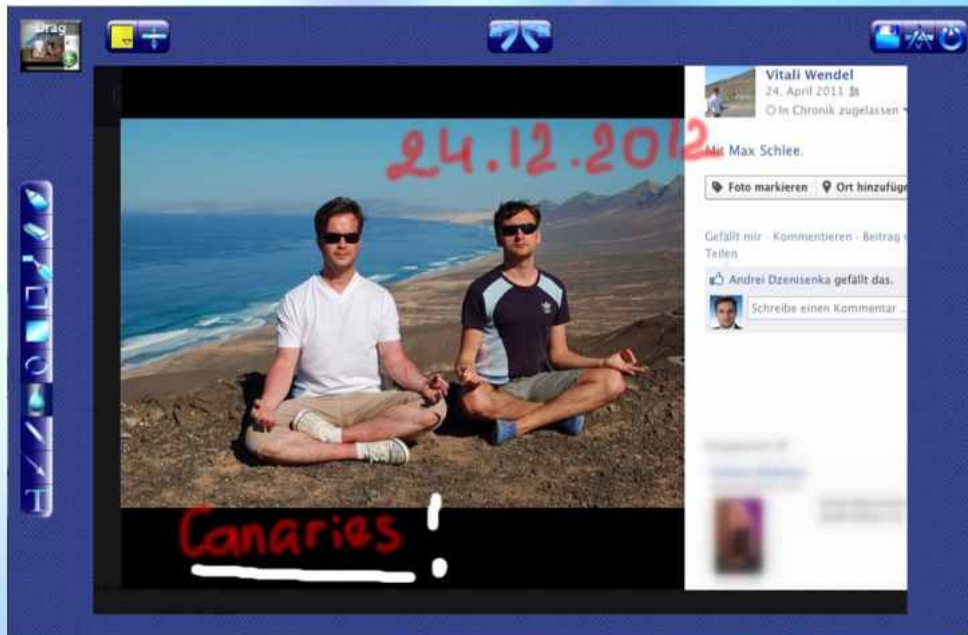 Drag
Vitali Wendel
24. April 2011
In Chronik zugelassen
24.12.2012
Mit Max Schlee.
Foto markieren Ort hinzufüge
Gefällt mir · Kommentieren · Beitrag
Teilen
Andrei Dzenisenka gefällt das.
Schreibe einen Kommentar ...
T
Canaries !